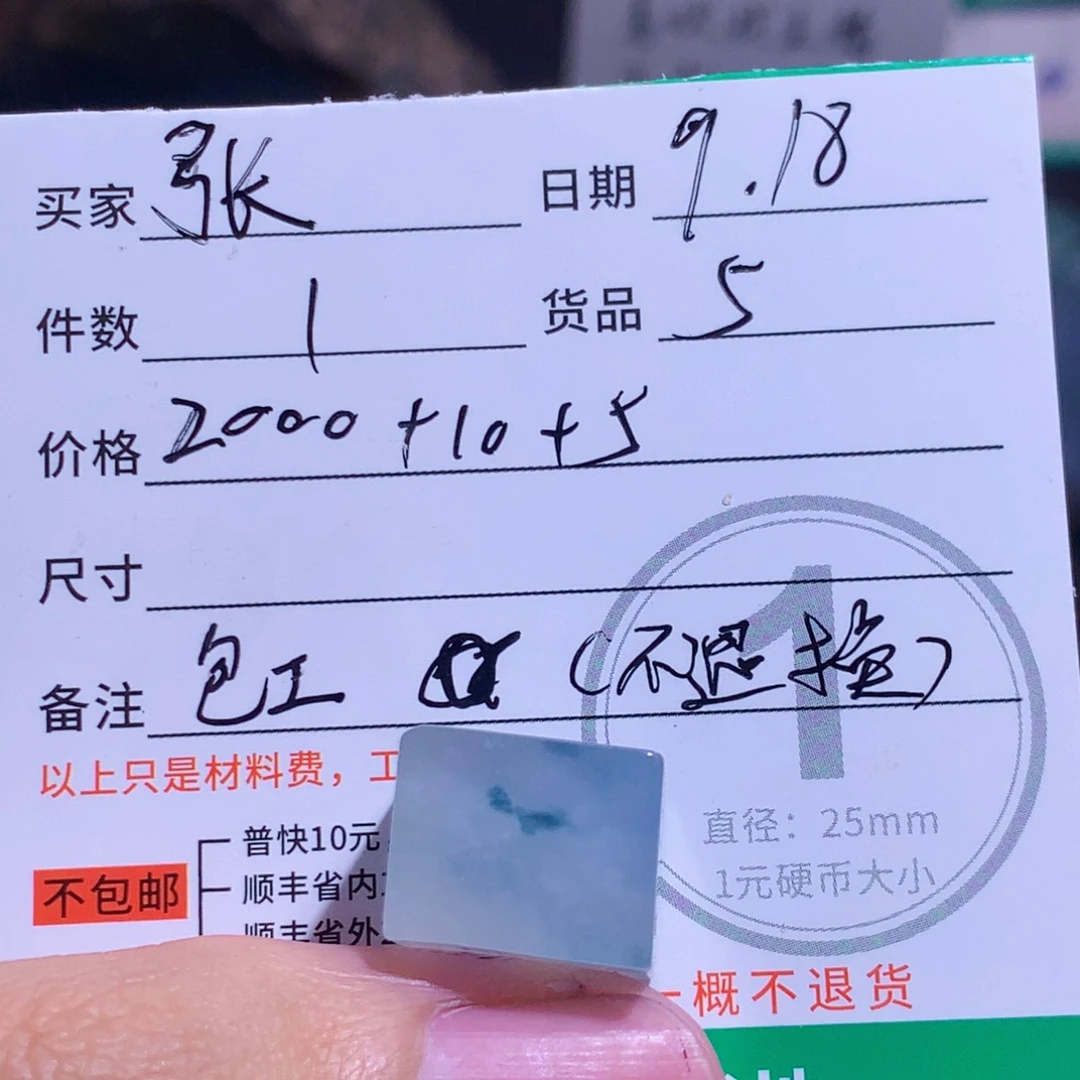 买家 张 日期 9.18
件数 1 货品 5
价格 2000+10+5
尺寸
备注 包工 (不退换)
1
直径：25mm
1元硬币大小
以上只是材料费，工
不包邮
普快10元
顺丰省内
顺丰省外
一概不退货